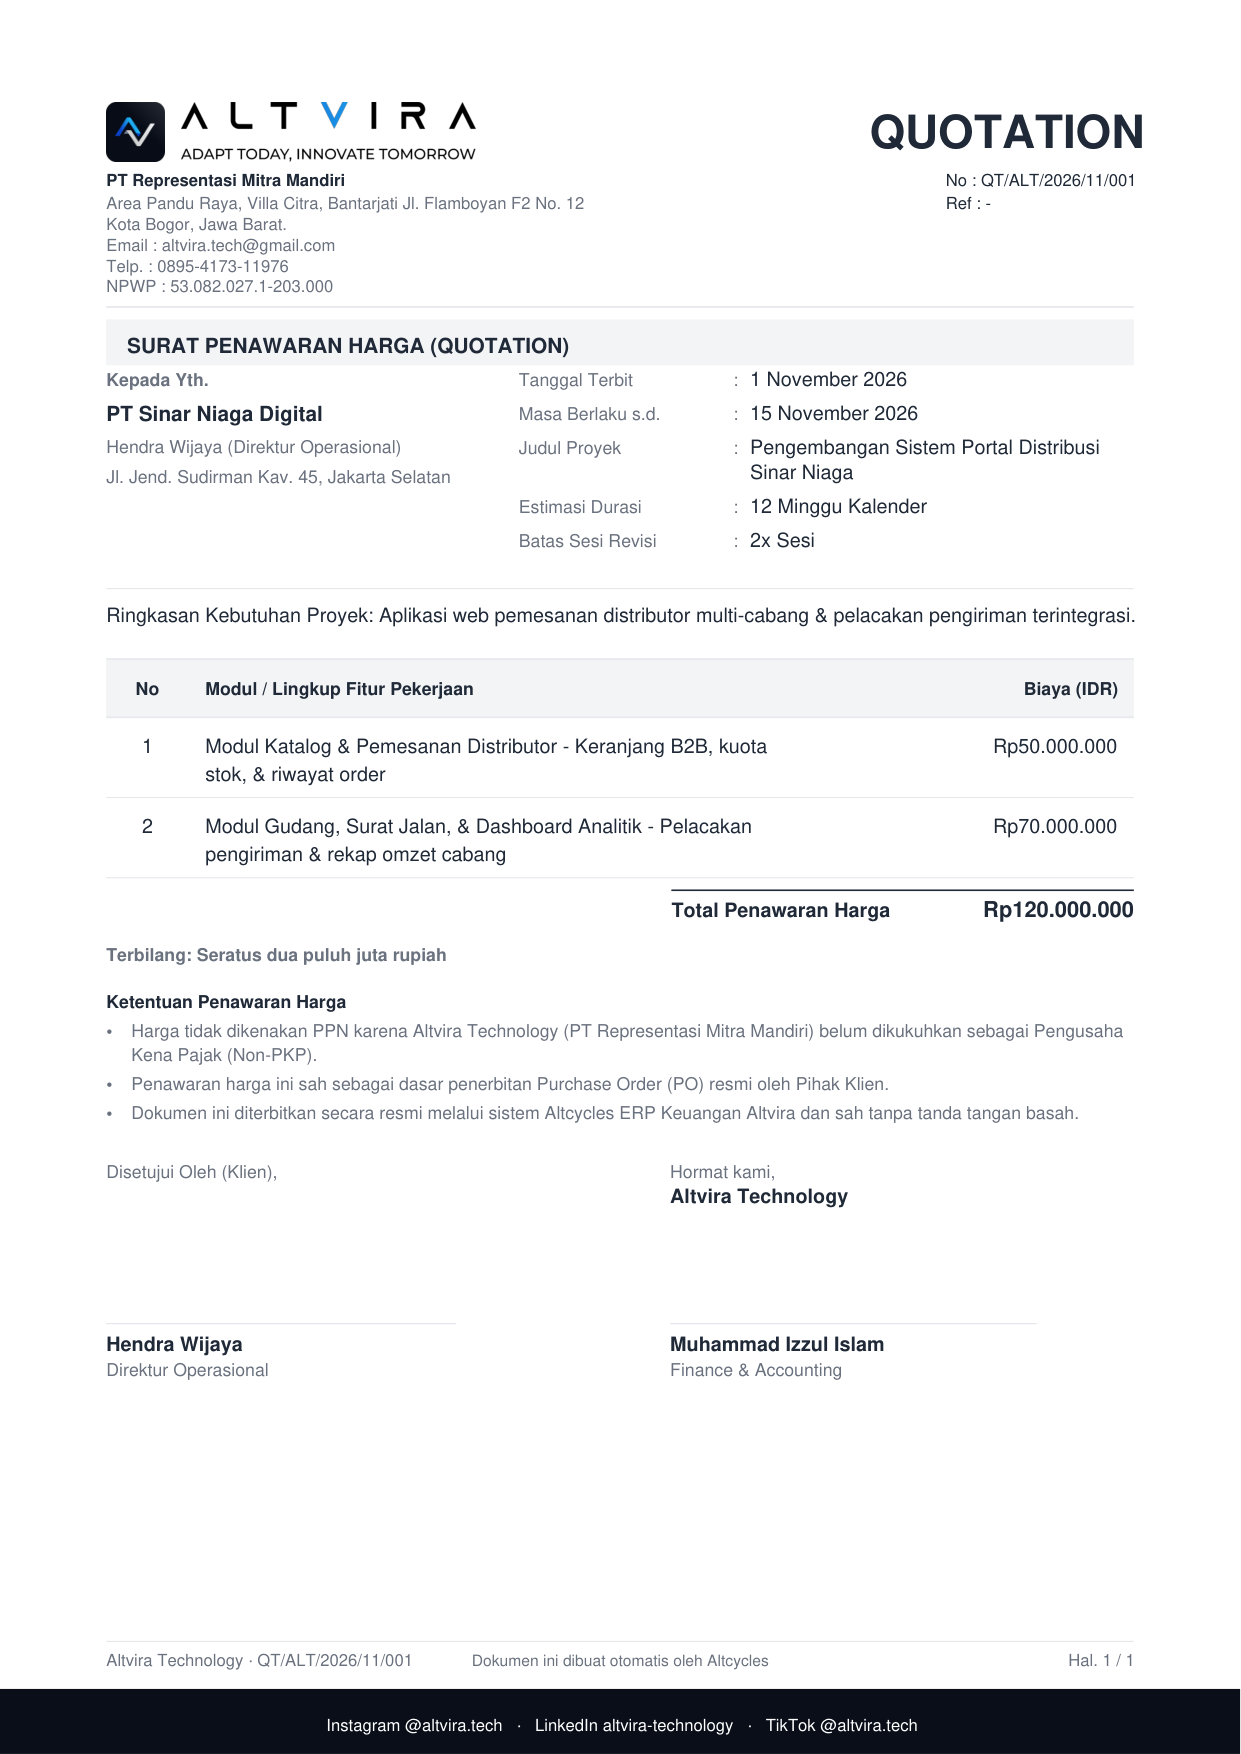 ALTVIRA
ADAPT TODAY, INNOVATE TOMORROW
QUOTATION
PT Representasi Mitra Mandiri
Area Pandu Raya, Villa Citra, Bantarjati Jl. Flamboyan F2 No. 12
Kota Bogor, Jawa Barat.
Email : altvira.tech@gmail.com
Telp. : 0895-4173-11976
NPWP : 53.082.027.1-203.000
No : QT/ALT/2026/11/001
Ref : -
SURAT PENAWARAN HARGA (QUOTATION)
Kepada Yth.
PT Sinar Niaga Digital
Hendra Wijaya (Direktur Operasional)
Jl. Jend. Sudirman Kav. 45, Jakarta Selatan
Tanggal Terbit : 1 November 2026
Masa Berlaku s.d. : 15 November 2026
Judul Proyek : Pengembangan Sistem Portal Distribusi
Sinar Niaga
Estimasi Durasi : 12 Minggu Kalender
Batas Sesi Revisi : 2x Sesi
Ringkasan Kebutuhan Proyek: Aplikasi web pemesanan distributor multi-cabang & pelacakan pengiriman terintegrasi.
No Modul / Lingkup Fitur Pekerjaan Biaya (IDR)
1 Modul Katalog & Pemesanan Distributor - Keranjang B2B, kuota Rp50.000.000
stok, & riwayat order
2 Modul Gudang, Surat Jalan, & Dashboard Analitik - Pelacakan Rp70.000.000
pengiriman & rekap omzet cabang
Total Penawaran Harga Rp120.000.000
Terbilang: Seratus dua puluh juta rupiah
Ketentuan Penawaran Harga
• Harga tidak dikenakan PPN karena Altvira Technology (PT Representasi Mitra Mandiri) belum dikukuhkan sebagai Pengusaha
Kena Pajak (Non-PKP).
• Penawaran harga ini sah sebagai dasar penerbitan Purchase Order (PO) resmi oleh Pihak Klien.
• Dokumen ini diterbitkan secara resmi melalui sistem Altcycles ERP Keuangan Altvira dan sah tanpa tanda tangan basah.
Disetujui Oleh (Klien),
Hendra Wijaya
Direktur Operasional
Hormat kami,
Altvira Technology
Muhammad Izzul Islam
Finance & Accounting
Altvira Technology · QT/ALT/2026/11/001 Dokumen ini dibuat otomatis oleh Altcycles Hal. 1 / 1
Instagram @altvira.tech · LinkedIn altvira-technology · TikTok @altvira.tech